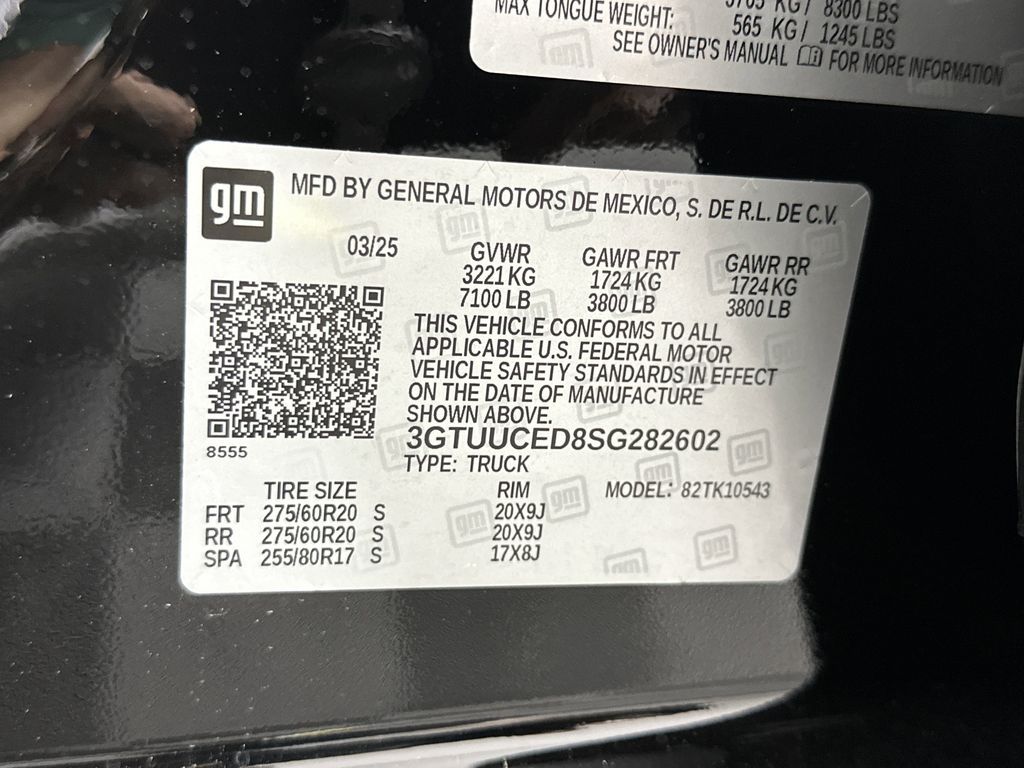 MAX TONGUE WEIGHT: KG / 8300 LBS
565 KG / 1245 LBS
SEE OWNER'S MANUAL FOR MORE INFORMATION
gm
MFD BY GENERAL MOTORS DE MEXICO, S. DE R.L. DE C.V.
03/25 GVWR GAWR FRT GAWR RR
3221 KG 1724 KG 1724 KG
7100 LB 3800 LB 3800 LB
THIS VEHICLE CONFORMS TO ALL
APPLICABLE U.S. FEDERAL MOTOR
VEHICLE SAFETY STANDARDS IN EFFECT
ON THE DATE OF MANUFACTURE
SHOWN ABOVE.
3GTUUCED8SG282602
8555
TYPE: TRUCK
TIRE SIZE RIM MODEL: 82TK10543
FRT 275/60R20 S 20X9J
RR 275/60R20 S 20X9J
SPA 255/80R17 S 17X8J